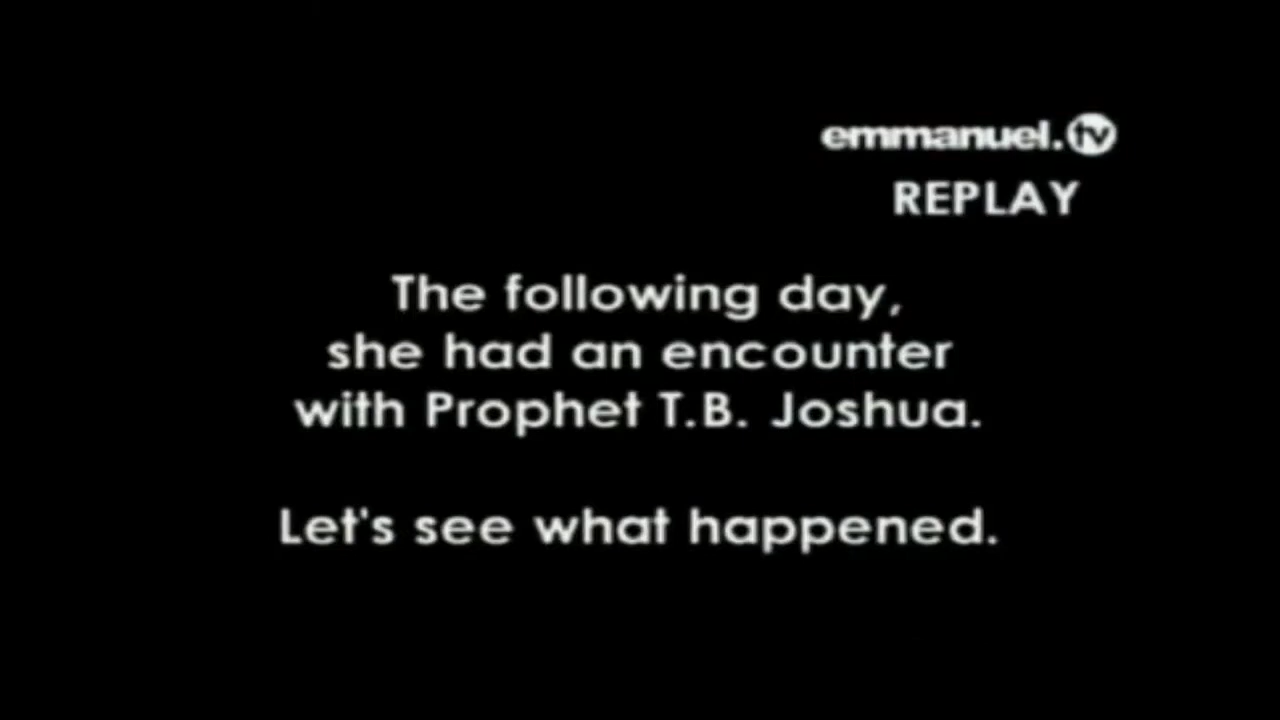 emmanuel.tv
REPLAY
The following day,
she had an encounter
with Prophet T.B. Joshua.
Let's see what happened.